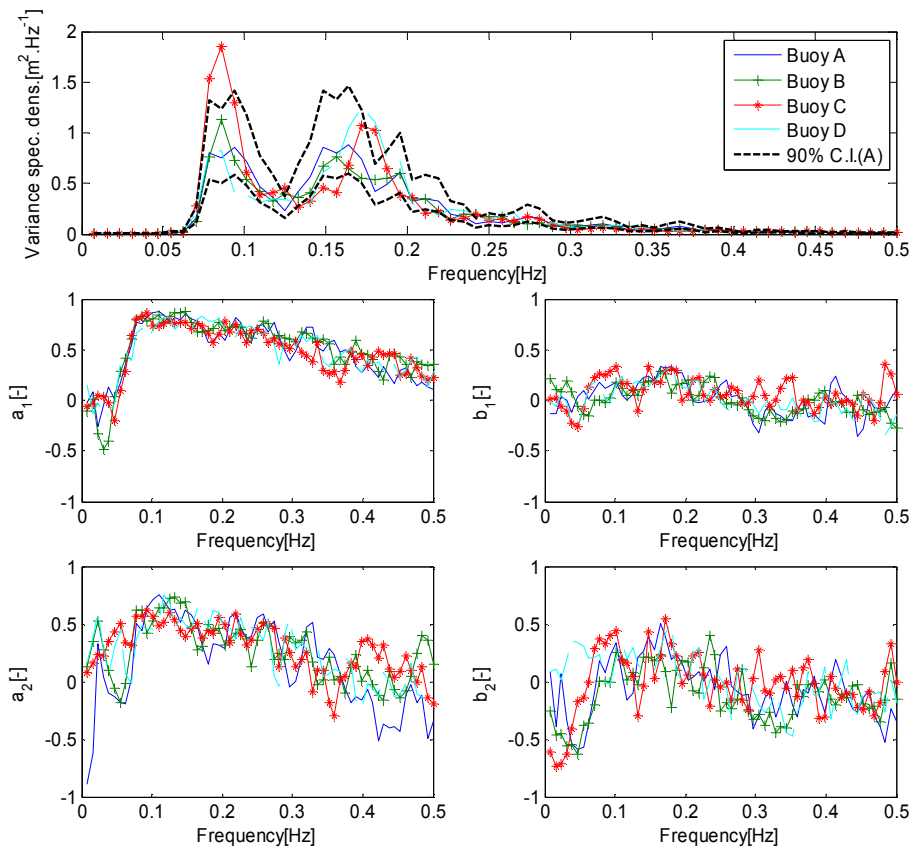 Variance spec. dens.[m².Hz⁻¹]
2
1.5
1
0.5
0
Buoy A
Buoy B
Buoy C
Buoy D
90% C.I.(A)
0 0.05 0.1 0.15 0.2 0.25 0.3 0.35 0.4 0.45 0.5
Frequency[Hz]
a₁[-]
1
0.5
0
-0.5
-1
0 0.1 0.2 0.3 0.4 0.5
Frequency[Hz]
b₁[-]
1
0.5
0
-0.5
-1
0 0.1 0.2 0.3 0.4 0.5
Frequency[Hz]
a₂[-]
1
0.5
0
-0.5
-1
0 0.1 0.2 0.3 0.4 0.5
Frequency[Hz]
b₂[-]
1
0.5
0
-0.5
-1
0 0.1 0.2 0.3 0.4 0.5
Frequency[Hz]